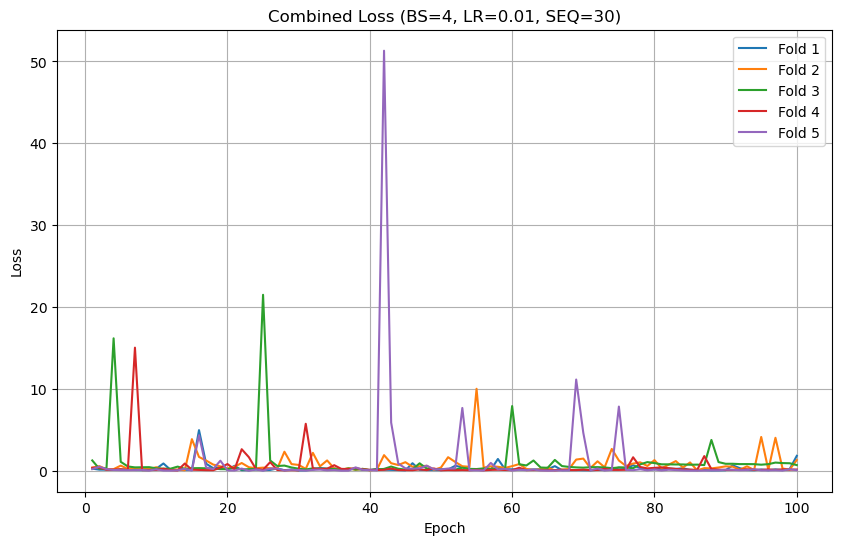 Combined Loss (BS=4, LR=0.01, SEQ=30)
Fold 1
Fold 2
Fold 3
Fold 4
Fold 5
50
40
30
20
10
0
Loss
0 20 40 60 80 100
Epoch